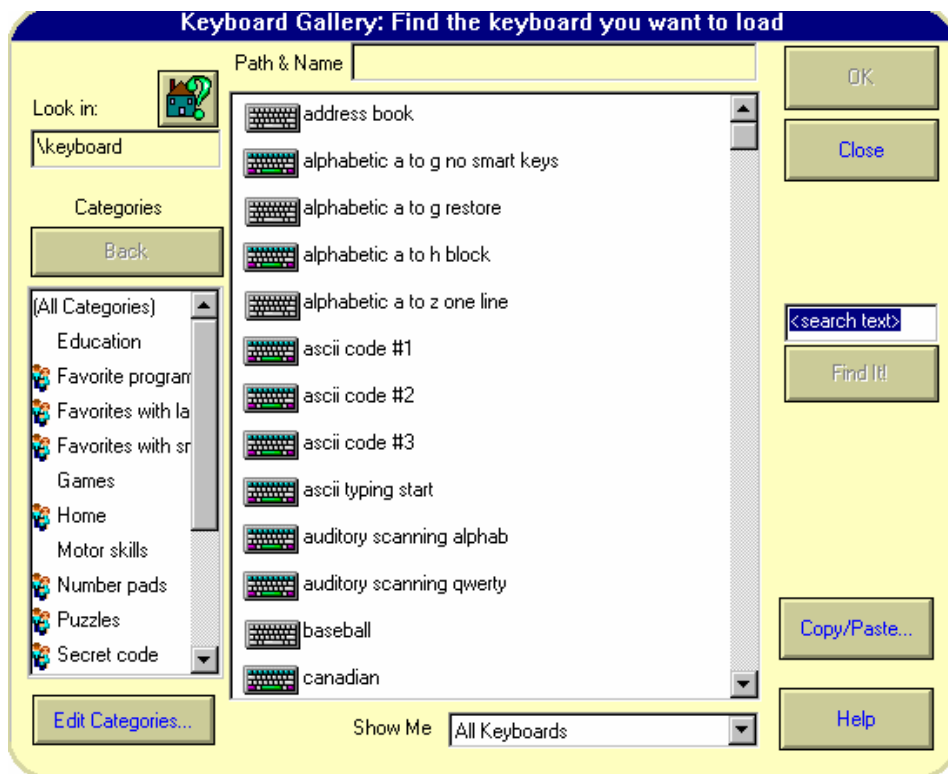 Keyboard Gallery: Find the keyboard you want to load
Path & Name
OK
Look in:
\keyboard
Close
Categories
Back
(All Categories)
Education
Favorite program
Favorites with la
Favorites with sr
Games
Home
Motor skills
Number pads
Puzzles
Secret code
Edit Categories...
address book
alphabetic a to g no smart keys
alphabetic a to g restore
alphabetic a to h block
alphabetic a to z one line
ascii code #1
ascii code #2
ascii code #3
ascii typing start
auditory scanning alphab
auditory scanning qwerty
baseball
canadian
Show Me
All Keyboards
<search text>
Find It!
Copy/Paste...
Help